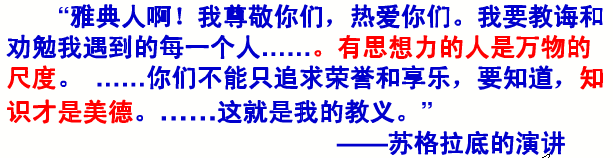 “雅典人啊！我尊敬你们，热爱你们。我要教诲和
劝勉我遇到的每一个人……。有思想力的人是万物的
尺度。 ……你们不能只追求荣誉和享乐，要知道，知
识才是美德。……这就是我的教义。”
——苏格拉底的演讲